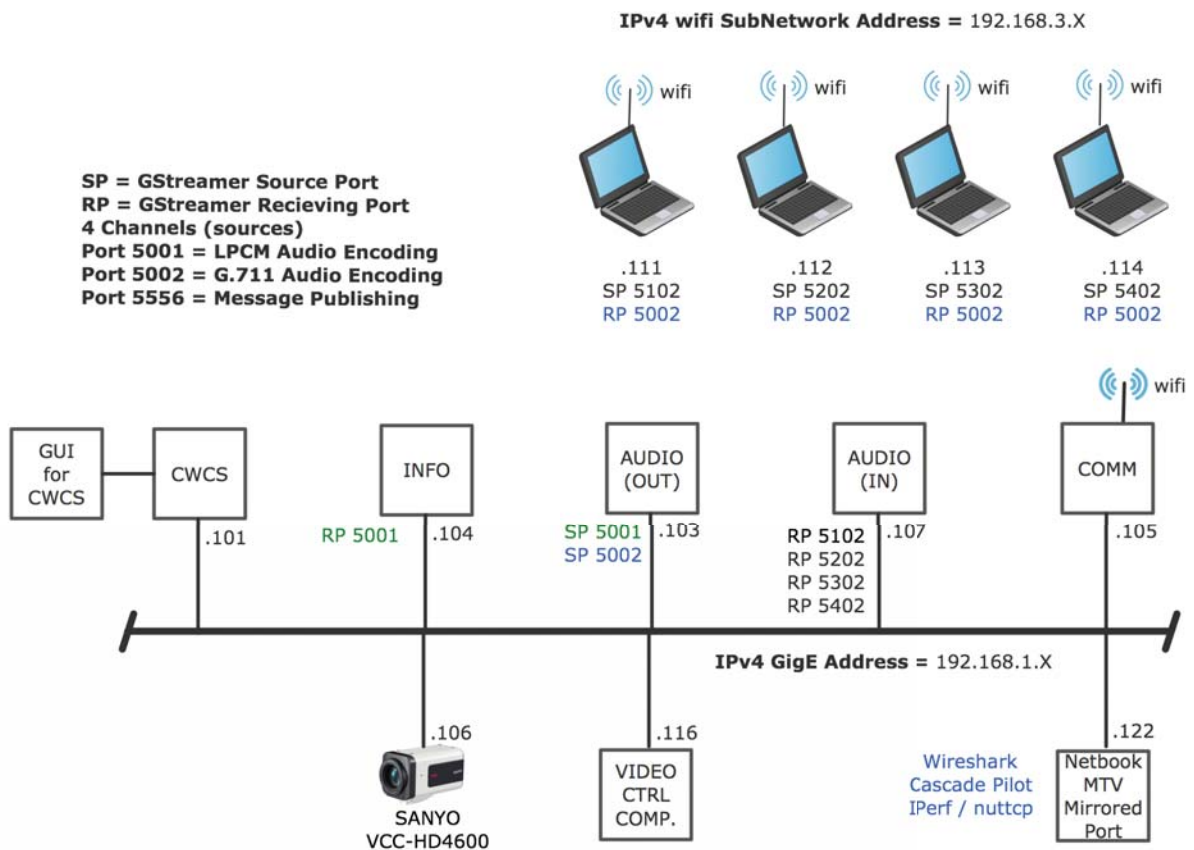 IPv4 wifi SubNetwork Address = 192.168.3.X
wifi
wifi
wifi
wifi
SP = GStreamer Source Port
RP = GStreamer Recieving Port
4 Channels (sources)
Port 5001 = LPCM Audio Encoding
Port 5002 = G.711 Audio Encoding
Port 5556 = Message Publishing
.111
SP 5102
RP 5002
.112
SP 5202
RP 5002
.113
SP 5302
RP 5002
.114
SP 5402
RP 5002
wifi
GUI
for
CWCS
CWCS
INFO
AUDIO
(OUT)
AUDIO
(IN)
COMM
.101
RP 5001
.104
SP 5001
SP 5002
.103
RP 5102
RP 5202
RP 5302
RP 5402
.107
.105
IPv4 GigE Address = 192.168.1.X
.106
SANYO
VCC-HD4600
.116
VIDEO
CTRL
COMP.
Wireshark
Cascade Pilot
IPerf / nuttcp
.122
Netbook
MTV
Mirrored
Port